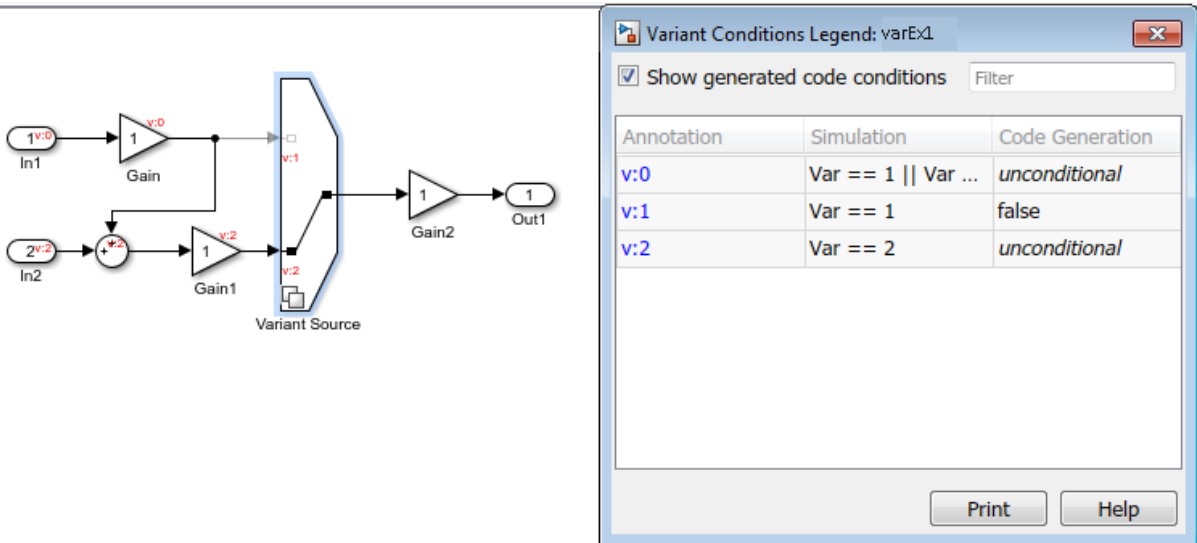 1 v:0
In1
1
v:0
Gain
v:1
2 v:2
In2
v:2
1
v:2
Gain1
v:2
Variant Source
1
Gain2
1
Out1
Variant Conditions Legend: varEx1
Show generated code conditions Filter
Annotation Simulation Code Generation
v:0 Var == 1 || Var ... unconditional
v:1 Var == 1 false
v:2 Var == 2 unconditional
Print Help